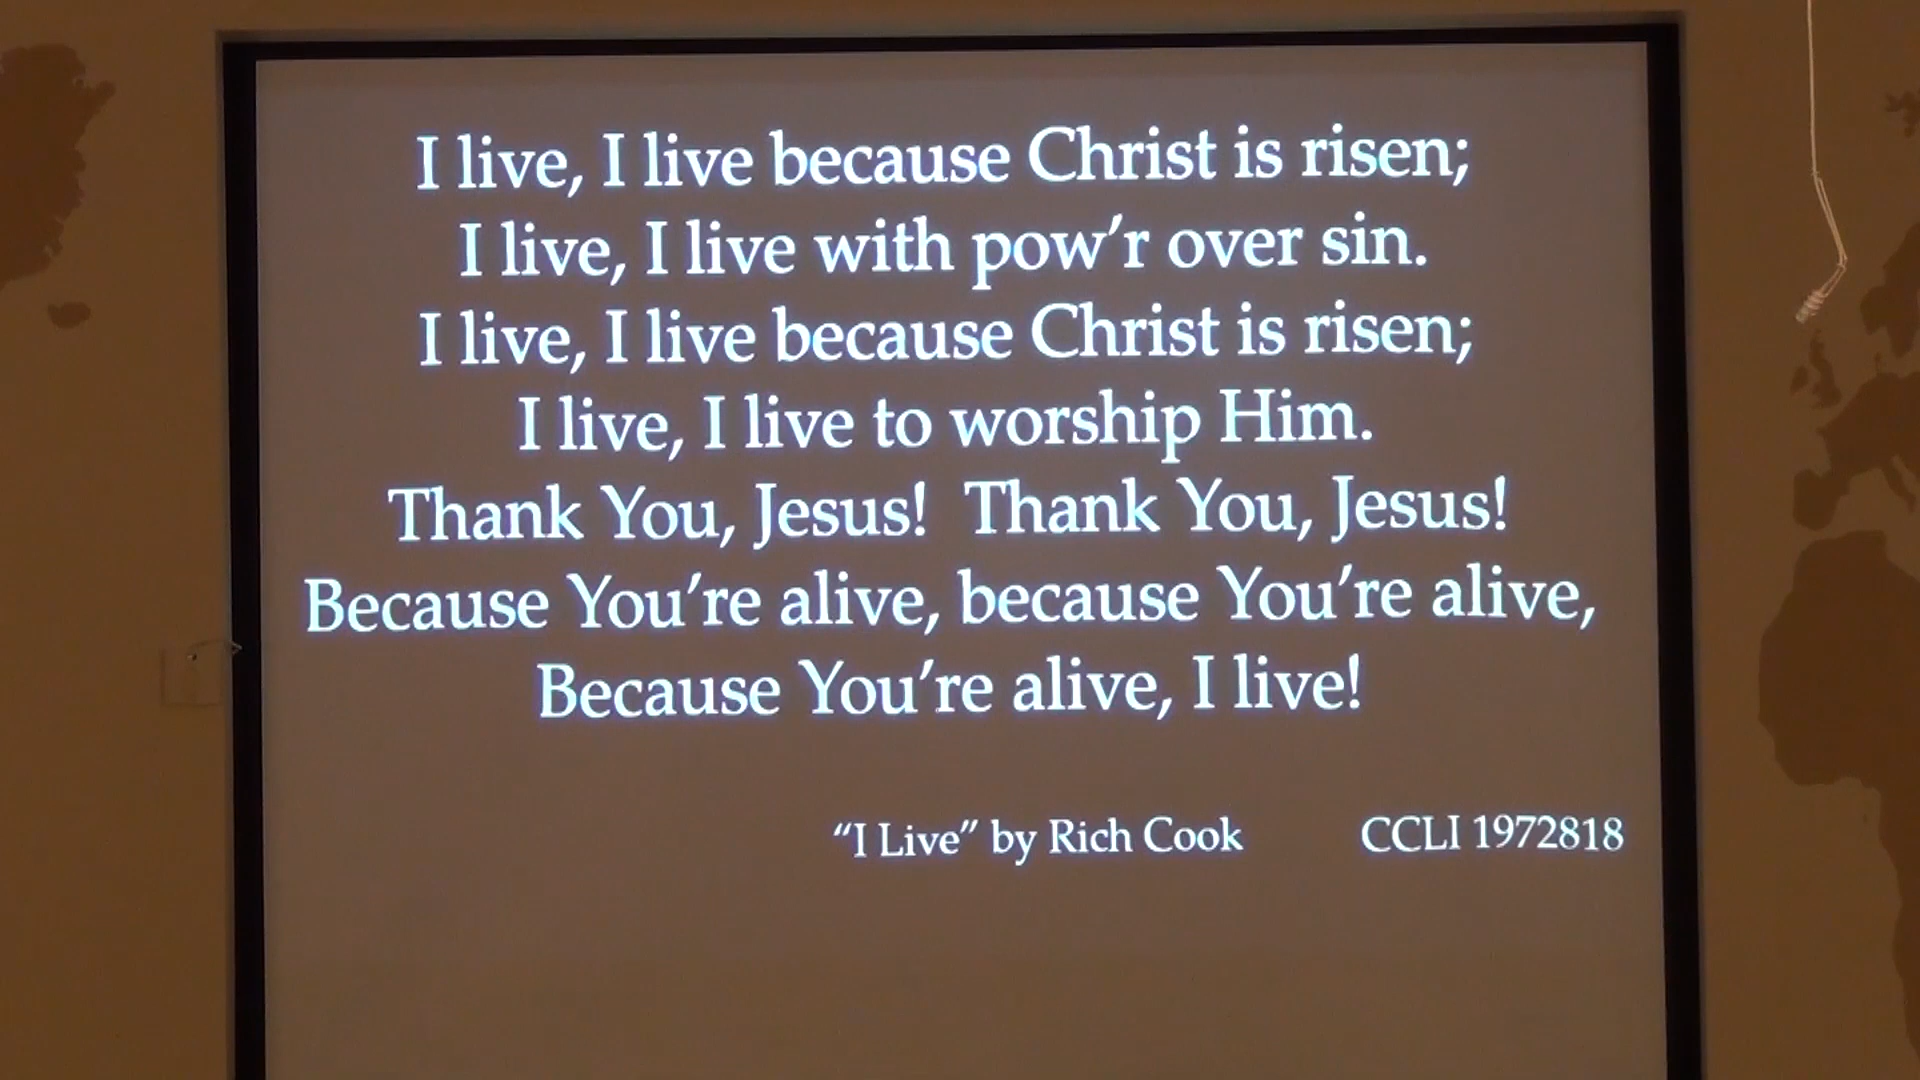 I live, I live because Christ is risen;
I live, I live with pow’r over sin.
I live, I live because Christ is risen;
I live, I live to worship Him.
Thank You, Jesus!  Thank You, Jesus!
Because You’re alive, because You’re alive,
Because You’re alive, I live!
“I Live” by Rich Cook CCLI 1972818